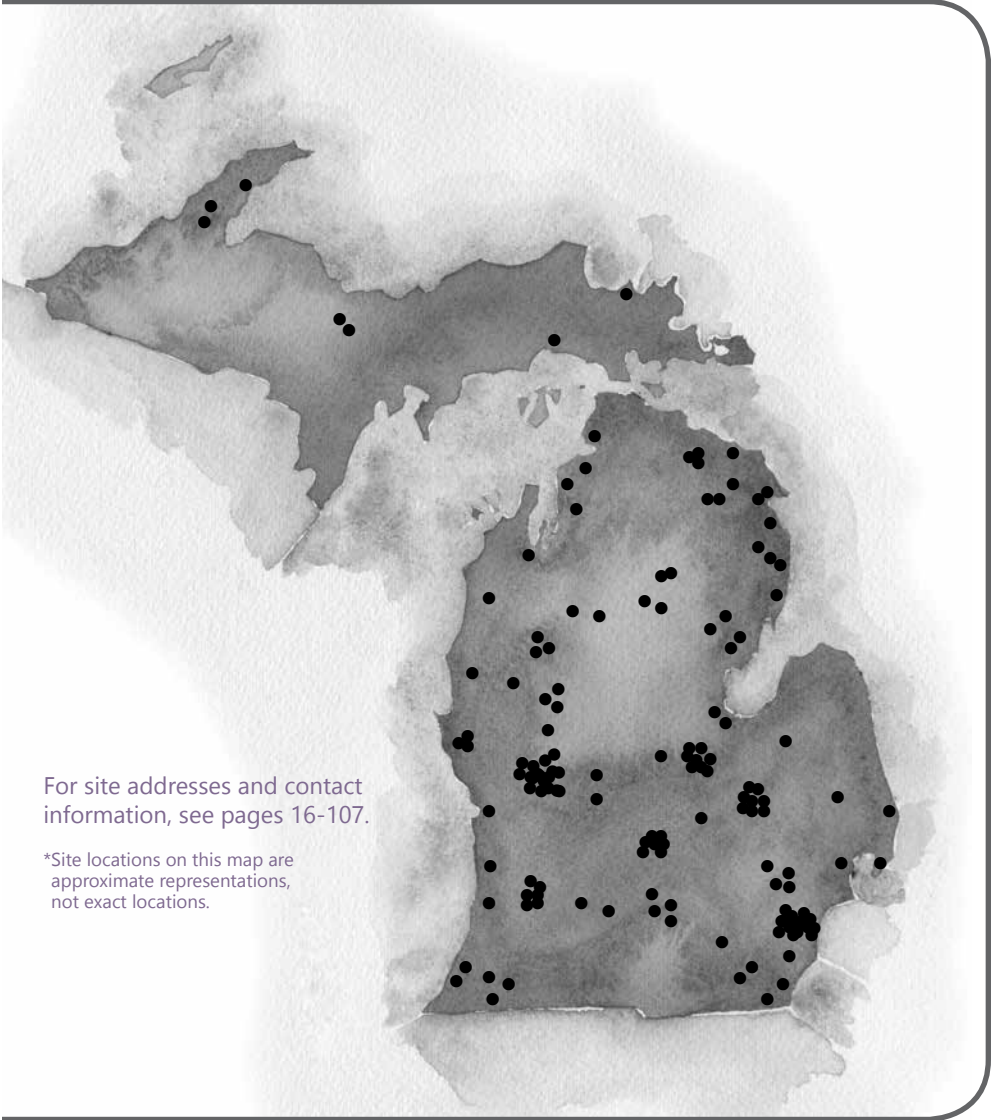 For site addresses and contact
information, see pages 16-107.
*Site locations on this map are
approximate representations,
not exact locations.